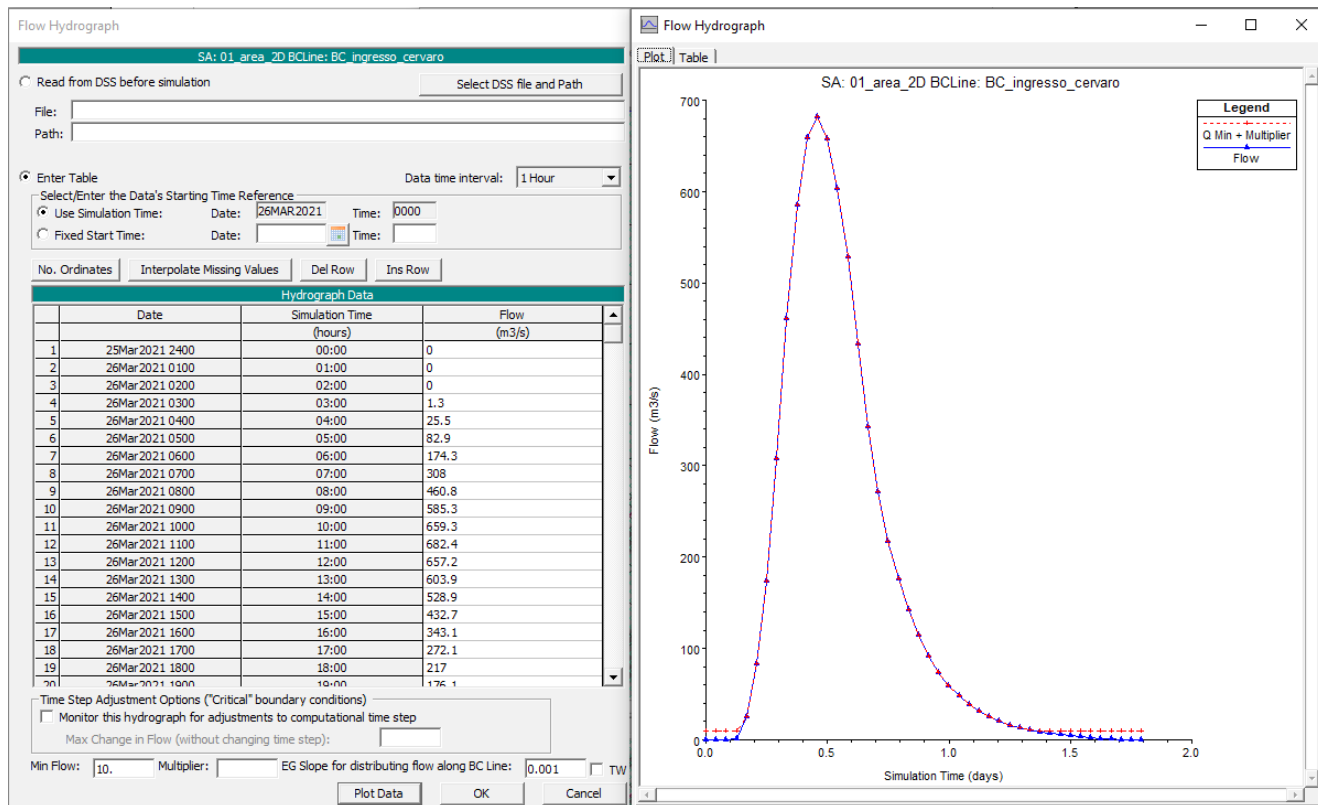 Flow Hydrograph
SA: 01_area_2D BCLine: BC_ingresso_cervaro
Read from DSS before simulation
Select DSS file and Path
File:
Path:
Enter Table
Data time interval: 1 Hour
Select/Enter the Data's Starting Time Reference
Use Simulation Time: Date: 26MAR2021 Time: 0000
Fixed Start Time: Date: Time:
No. Ordinates Interpolate Missing Values Del Row Ins Row
Hydrograph Data
Date Simulation Time Flow
(hours) (m3/s)
1 25Mar2021 2400 00:00 0
2 26Mar2021 0100 01:00 0
3 26Mar2021 0200 02:00 0
4 26Mar2021 0300 03:00 1.3
5 26Mar2021 0400 04:00 25.5
6 26Mar2021 0500 05:00 82.9
7 26Mar2021 0600 06:00 174.3
8 26Mar2021 0700 07:00 308
9 26Mar2021 0800 08:00 460.8
10 26Mar2021 0900 09:00 585.3
11 26Mar2021 1000 10:00 659.3
12 26Mar2021 1100 11:00 682.4
13 26Mar2021 1200 12:00 657.2
14 26Mar2021 1300 13:00 603.9
15 26Mar2021 1400 14:00 528.9
16 26Mar2021 1500 15:00 432.7
17 26Mar2021 1600 16:00 343.1
18 26Mar2021 1700 17:00 272.1
19 26Mar2021 1800 18:00 217
20 26Mar2021 1900 19:00 176.1
Time Step Adjustment Options ("Critical" boundary conditions)
Monitor this hydrograph for adjustments to computational time step
Max Change in Flow (without changing time step):
Min Flow: 10. Multiplier: EG Slope for distributing flow along BC Line: 0.001 TW
Plot Data OK Cancel
Flow Hydrograph
Plot Table
SA: 01_area_2D BCLine: BC_ingresso_cervaro
Legend
Q Min + Multiplier
Flow
700
600
500
400
300
200
100
0
Flow (m3/s)
0.0 0.5 1.0 1.5 2.0
Simulation Time (days)